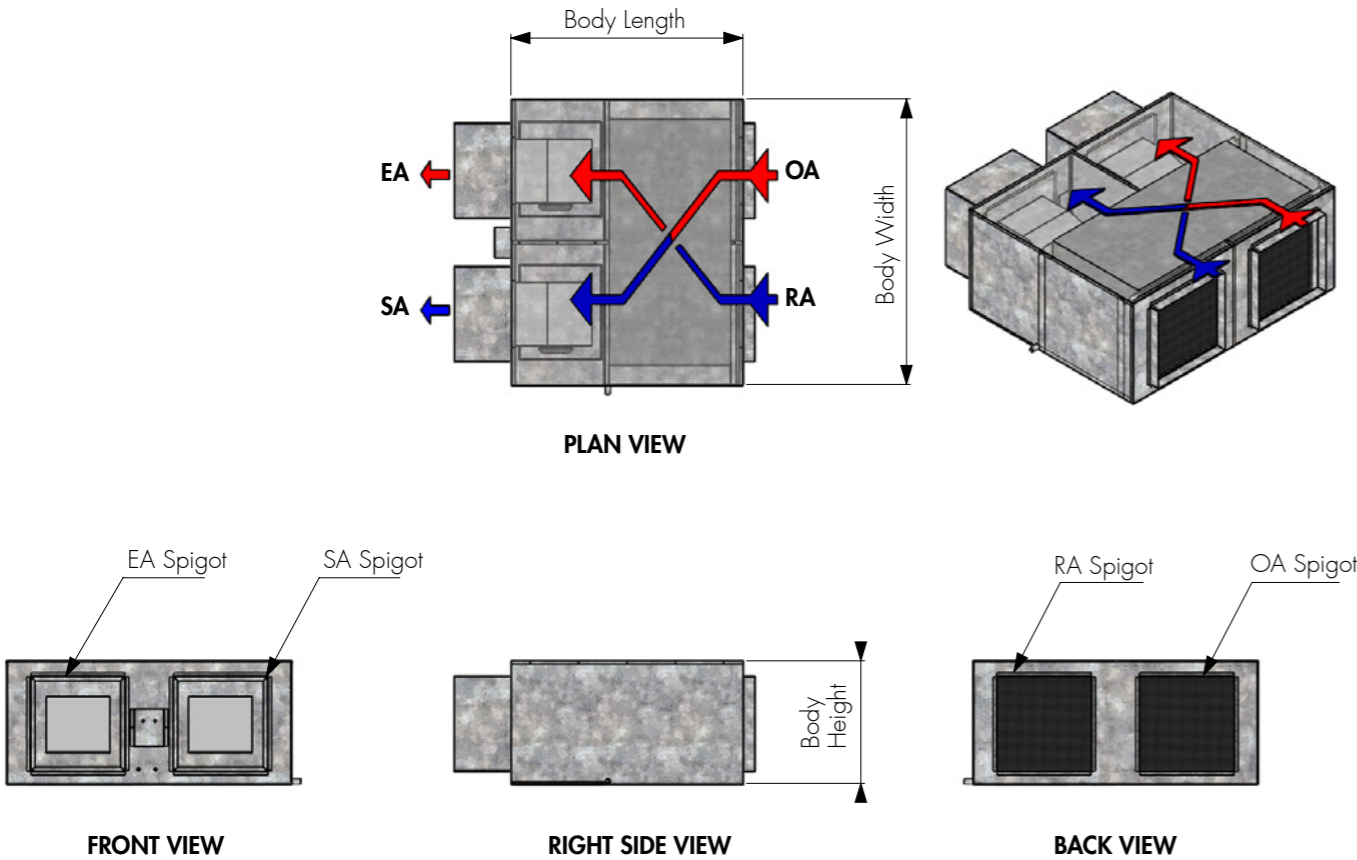 Body Length
EA
OA
Body Width
SA
RA
PLAN VIEW
EA Spigot
SA Spigot
RA Spigot
OA Spigot
Body
Height
FRONT VIEW
RIGHT SIDE VIEW
BACK VIEW